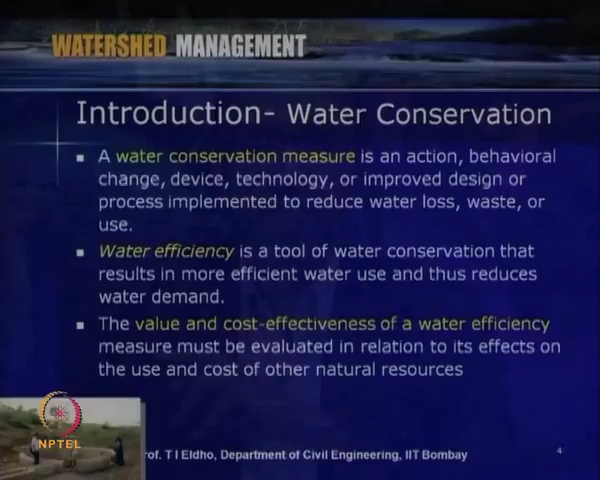 WATERSHED MANAGEMENT
Introduction- Water Conservation
A water conservation measure is an action, behavioral
change, device, technology, or improved design or
process implemented to reduce water loss, waste, or
use.
Water efficiency is a tool of water conservation that
results in more efficient water use and thus reduces
water demand.
The value and cost-effectiveness of a water efficiency
measure must be evaluated in relation to its effects on
the use and cost of other natural resources
NPTEL
rof. T I Eldho, Department of Civil Engineering, IIT Bombay
4